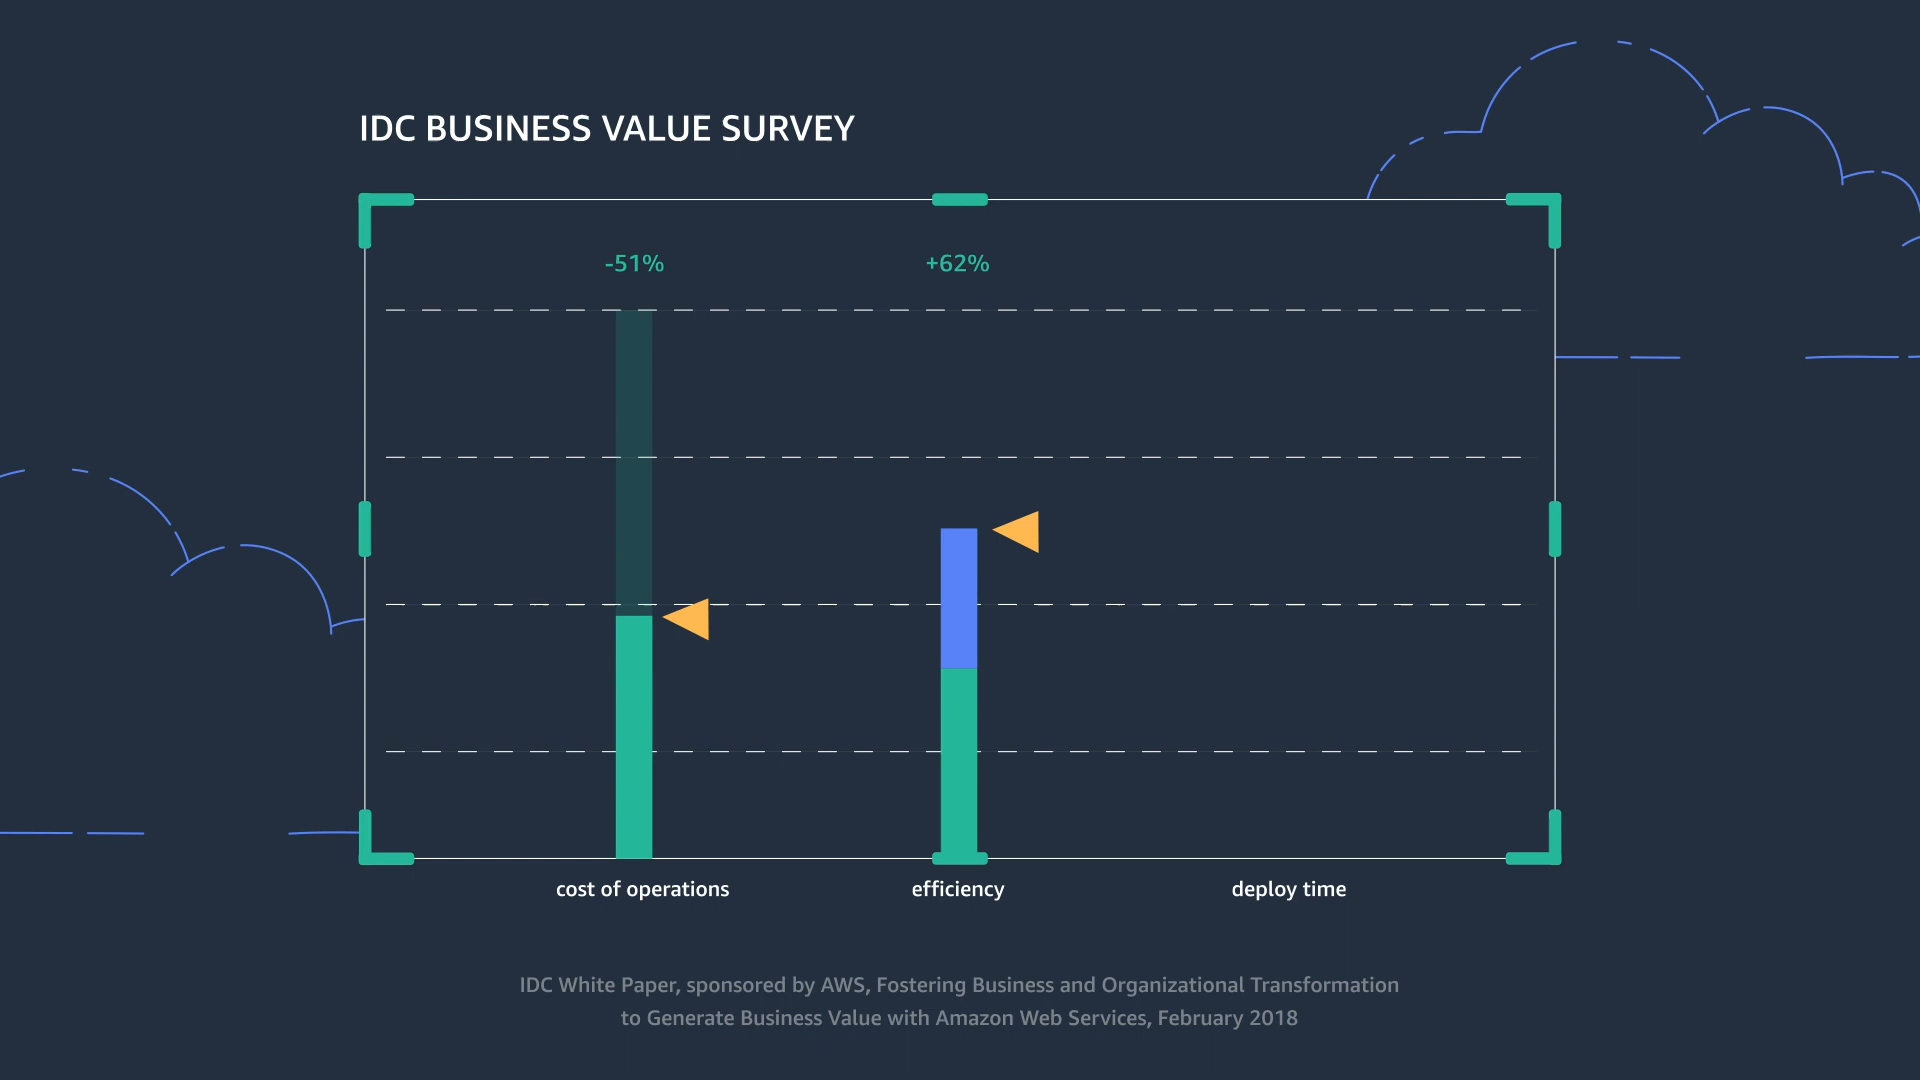 IDC BUSINESS VALUE SURVEY
-51%
+62%
cost of operations
efficiency
deploy time
IDC White Paper, sponsored by AWS, Fostering Business and Organizational Transformation
to Generate Business Value with Amazon Web Services, February 2018